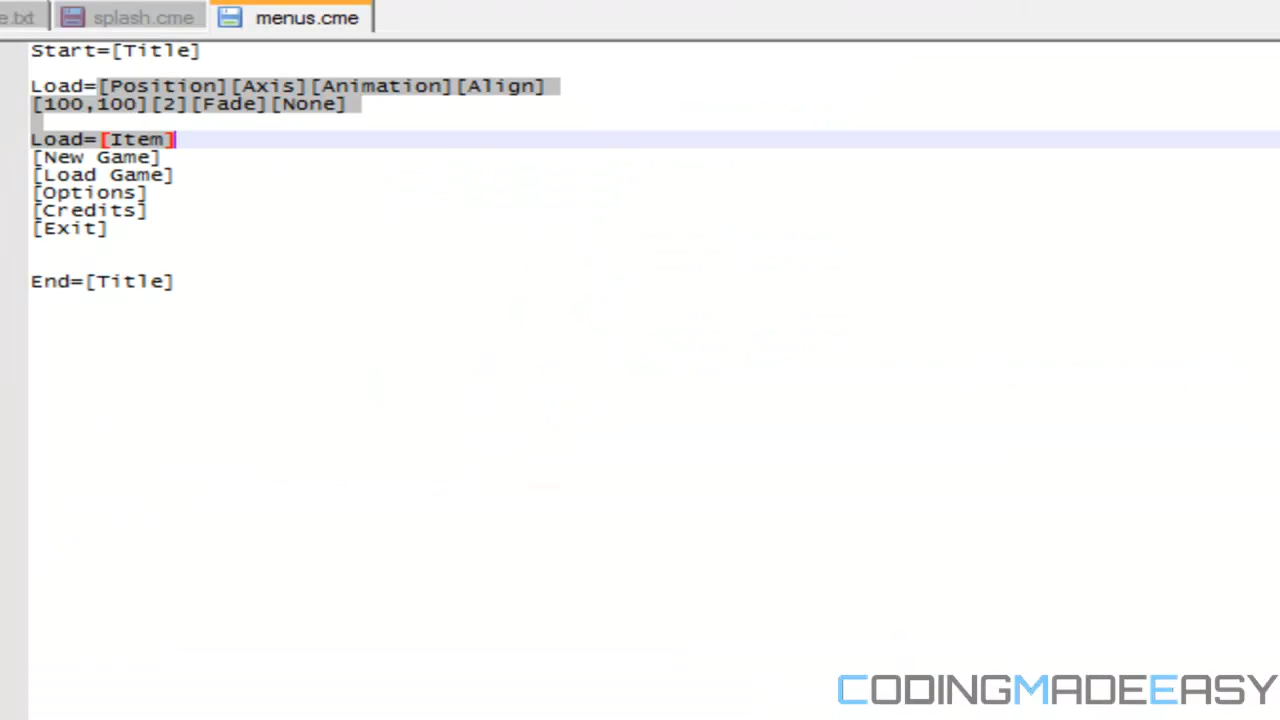 e.txt splash.cme menus.cme
Start=[Title]
Load=[Position][Axis][Animation][Align]
[100,100][2][Fade][None]
Load=[Item]
[New Game]
[Load Game]
[Options]
[Credits]
[Exit]
End=[Title]
CODINGMADEEASY